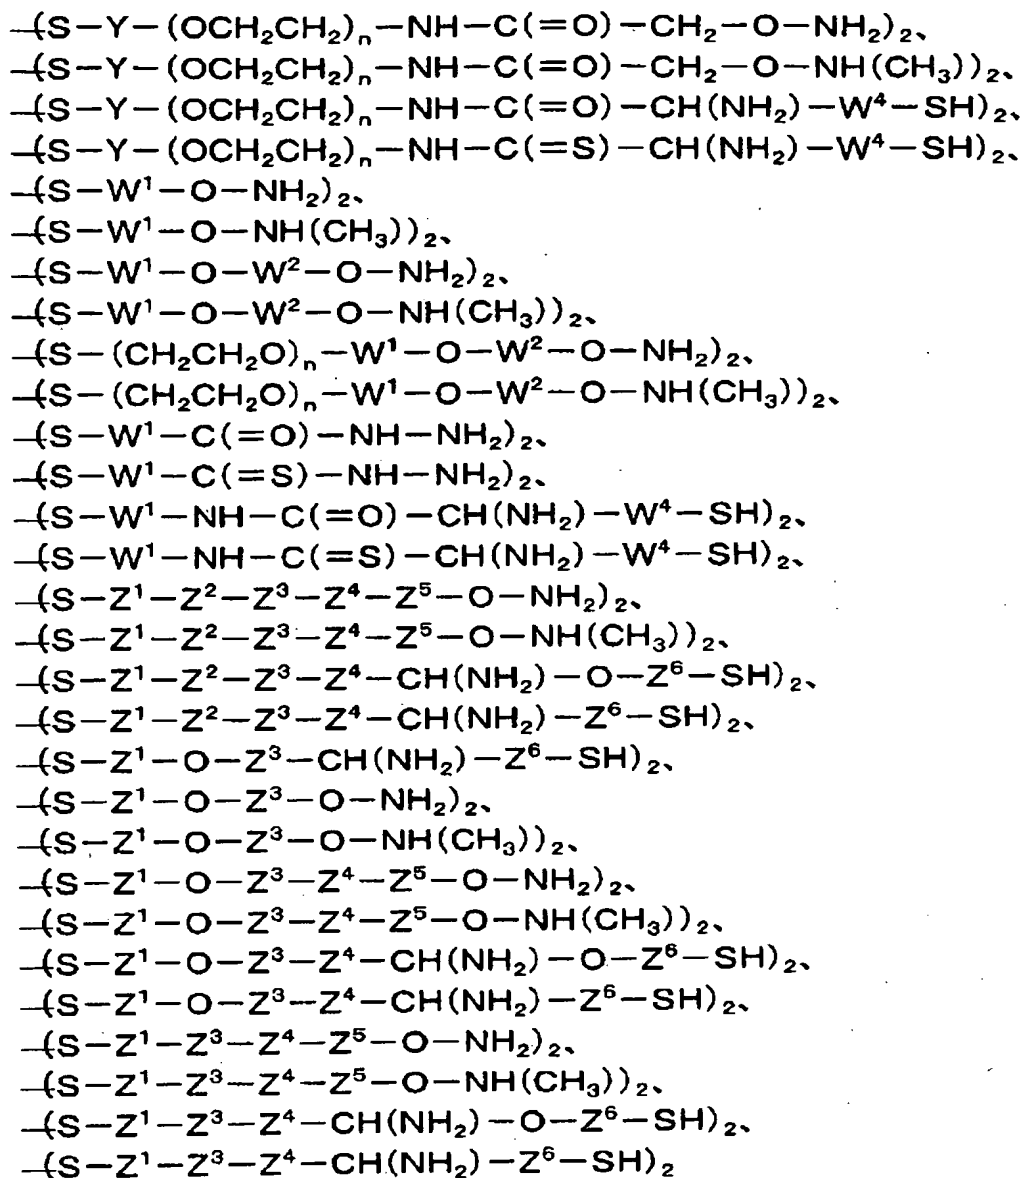 -(S-Y-(OCH₂CH₂)ₙ-NH-C(=O)-CH₂-O-NH₂)₂、
-(S-Y-(OCH₂CH₂)ₙ-NH-C(=O)-CH₂-O-NH(CH₃))₂、
-(S-Y-(OCH₂CH₂)ₙ-NH-C(=O)-CH(NH₂)-W⁴-SH)₂、
-(S-Y-(OCH₂CH₂)ₙ-NH-C(=S)-CH(NH₂)-W⁴-SH)₂、
-(S-W¹-O-NH₂)₂、
-(S-W¹-O-NH(CH₃))₂、
-(S-W¹-O-W²-O-NH₂)₂、
-(S-W¹-O-W²-O-NH(CH₃))₂、
-(S-(CH₂CH₂O)ₙ-W¹-O-W²-O-NH₂)₂、
-(S-(CH₂CH₂O)ₙ-W¹-O-W²-O-NH(CH₃))₂、
-(S-W¹-C(=O)-NH-NH₂)₂、
-(S-W¹-C(=S)-NH-NH₂)₂、
-(S-W¹-NH-C(=O)-CH(NH₂)-W⁴-SH)₂、
-(S-W¹-NH-C(=S)-CH(NH₂)-W⁴-SH)₂、
-(S-Z¹-Z²-Z³-Z⁴-Z⁵-O-NH₂)₂、
-(S-Z¹-Z²-Z³-Z⁴-Z⁵-O-NH(CH₃))₂、
-(S-Z¹-Z²-Z³-Z⁴-CH(NH₂)-O-Z⁶-SH)₂、
-(S-Z¹-Z²-Z³-Z⁴-CH(NH₂)-Z⁶-SH)₂、
-(S-Z¹-O-Z³-CH(NH₂)-Z⁶-SH)₂、
-(S-Z¹-O-Z³-O-NH₂)₂、
-(S-Z¹-O-Z³-O-NH(CH₃))₂、
-(S-Z¹-O-Z³-Z⁴-Z⁵-O-NH₂)₂、
-(S-Z¹-O-Z³-Z⁴-Z⁵-O-NH(CH₃))₂、
-(S-Z¹-O-Z³-Z⁴-CH(NH₂)-O-Z⁶-SH)₂、
-(S-Z¹-O-Z³-Z⁴-CH(NH₂)-Z⁶-SH)₂、
-(S-Z¹-Z³-Z⁴-Z⁵-O-NH₂)₂、
-(S-Z¹-Z³-Z⁴-Z⁵-O-NH(CH₃))₂、
-(S-Z¹-Z³-Z⁴-CH(NH₂)-O-Z⁶-SH)₂、
-(S-Z¹-Z³-Z⁴-CH(NH₂)-Z⁶-SH)₂